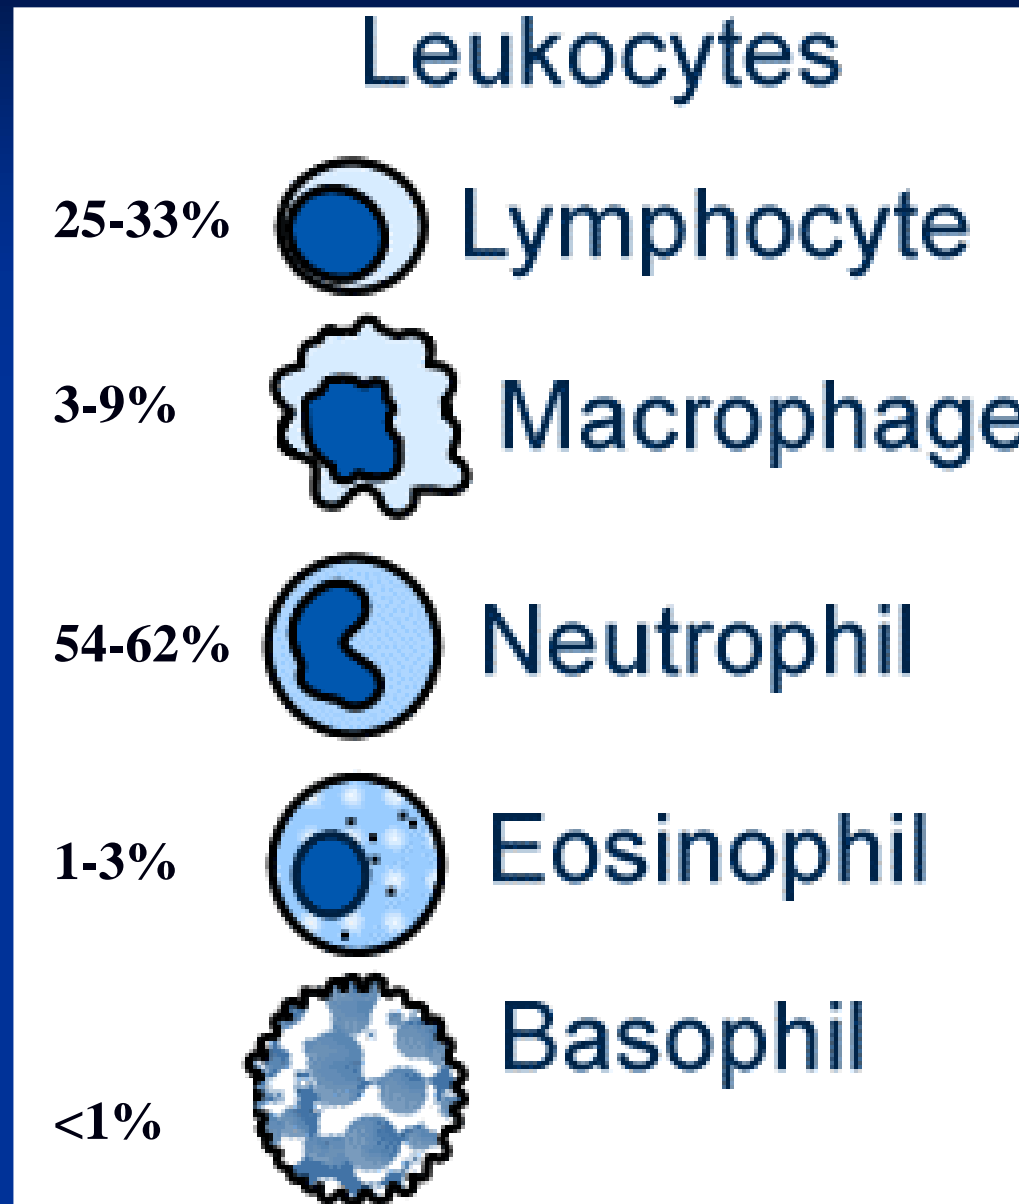 Leukocytes
25-33% Lymphocyte
3-9% Macrophage
54-62% Neutrophil
1-3% Eosinophil
Basophil
<1%